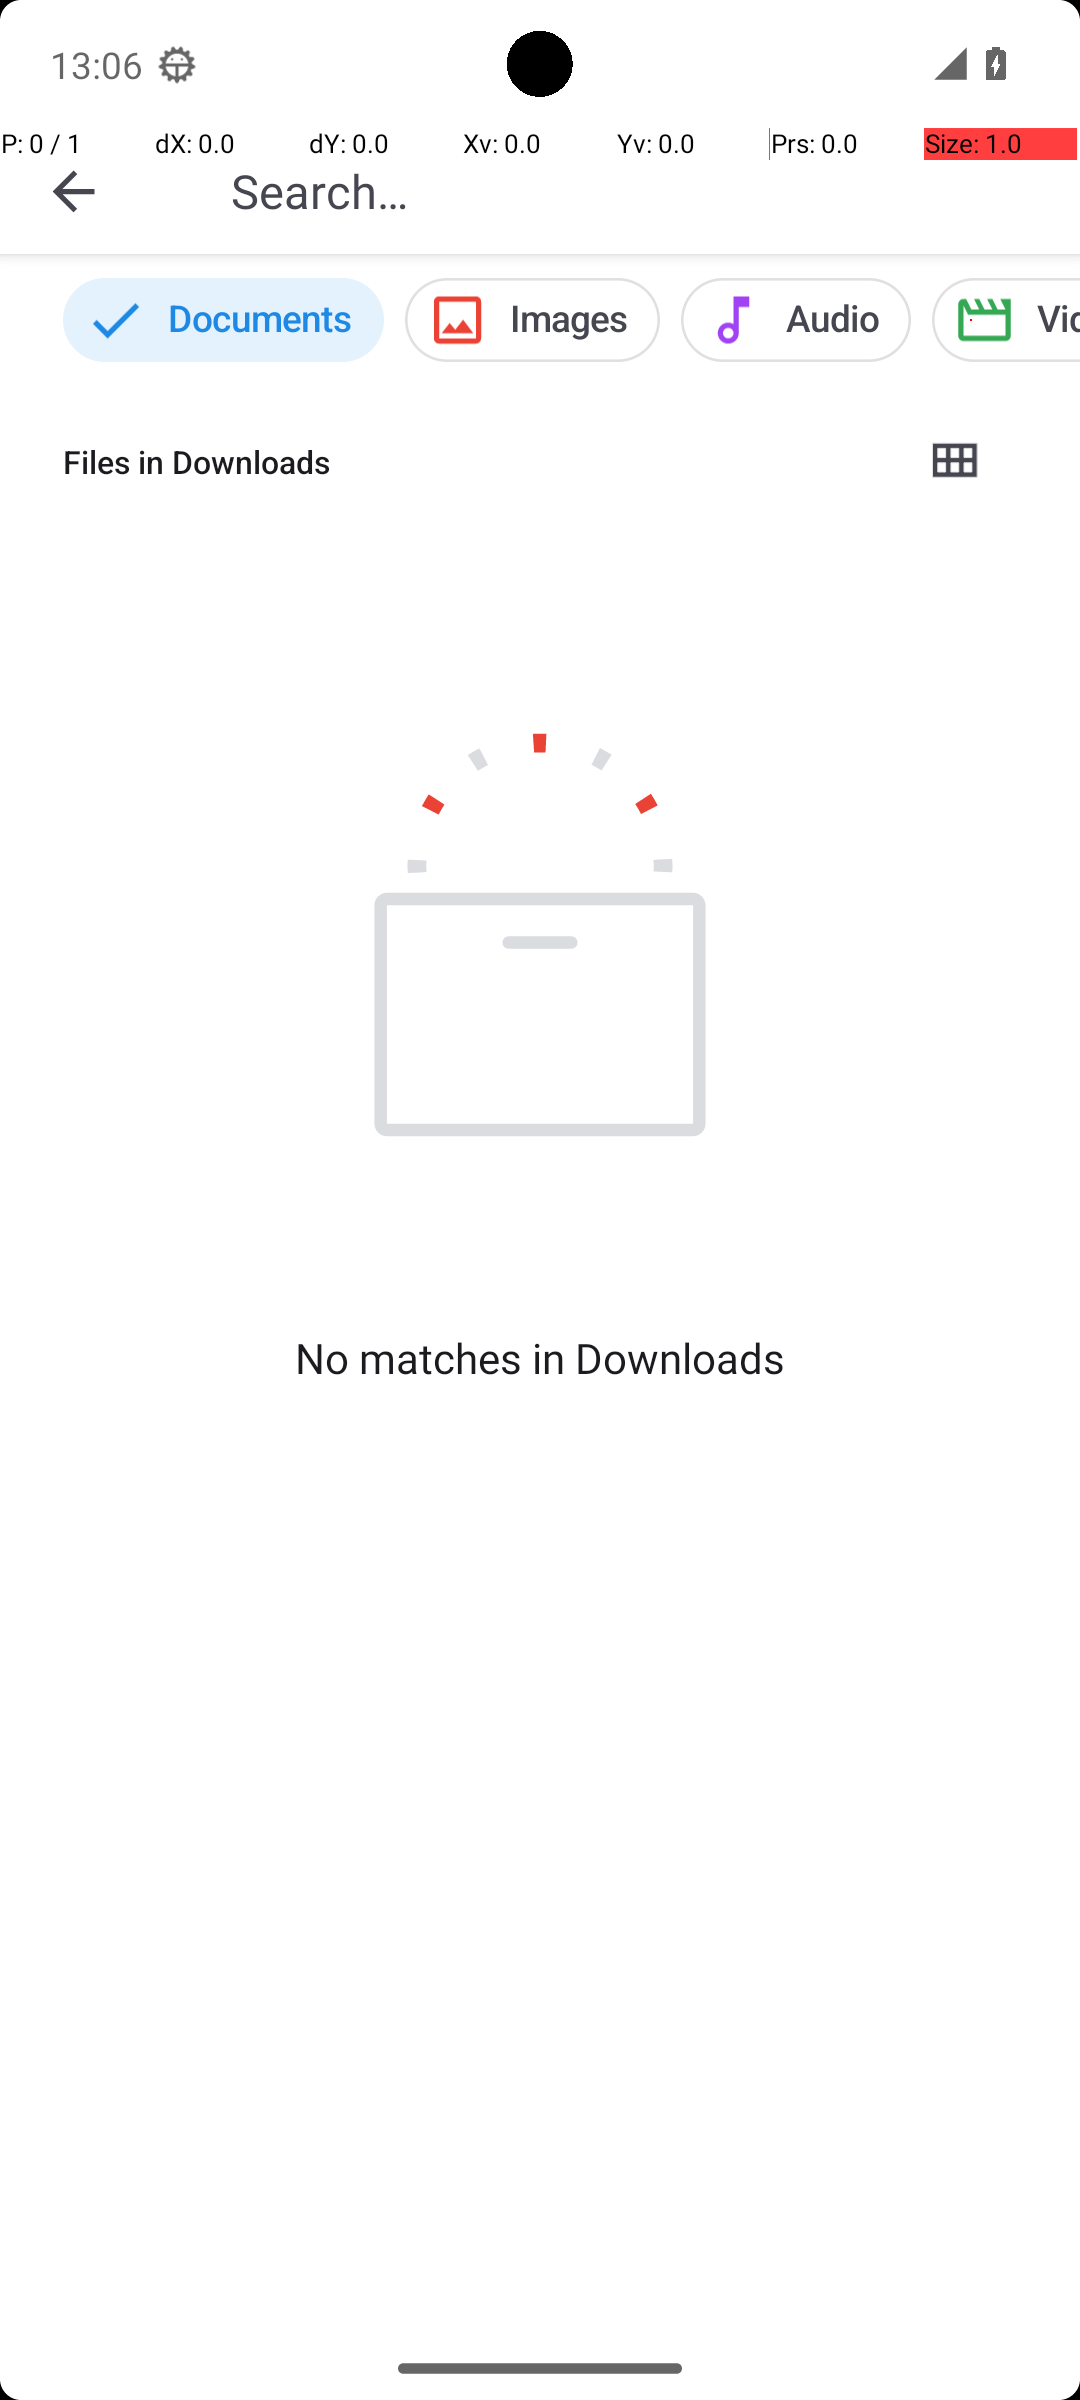 13:06
P: 0 / 1 dX: 0.0 dY: 0.0 Xv: 0.0 Yv: 0.0 Prs: 0.0 Size: 1.0
Search...
Documents Images Audio Vid
Files in Downloads
No matches in Downloads